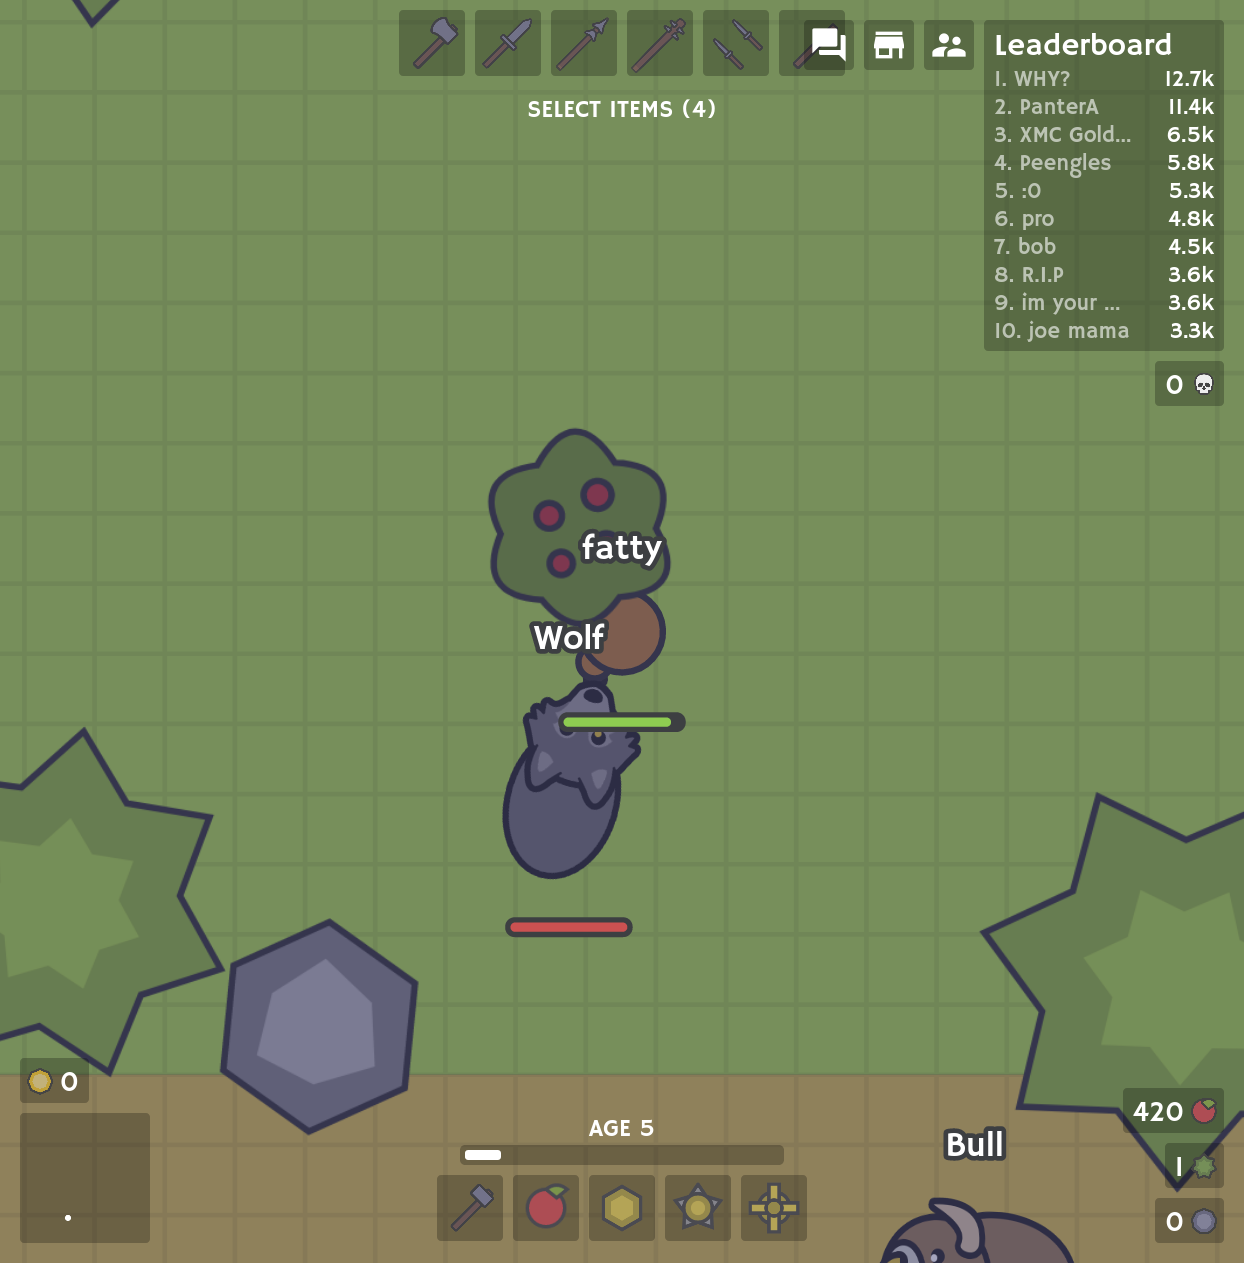 SELECT ITEMS (4)
Leaderboard
1. WHY? 12.7k
2. PanterA 11.4k
3. XMC Gold... 6.5k
4. Peengles 5.8k
5. :0 5.3k
6. pro 4.8k
7. bob 4.5k
8. R.I.P 3.6k
9. im your ... 3.6k
10. joe mama 3.3k
0
fatty
Wolf
0
AGE 5
420
Bull
1
0